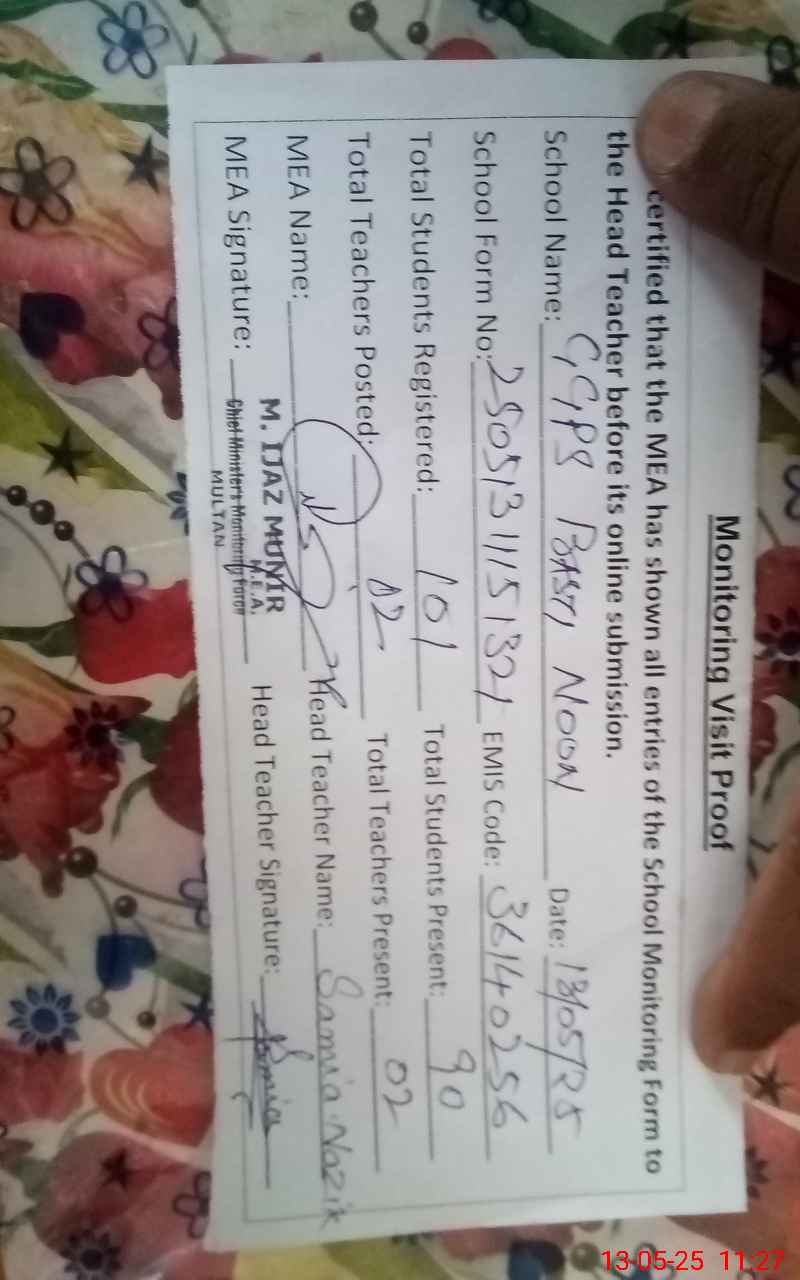 Monitoring Visit Proof
certified that the MEA has shown all entries of the School Monitoring Form to
the Head Teacher before its online submission.
School Name: GGPS BASTI NOON Date: 13/05/25
School Form No: EMIS Code: 36140256
Total Students Registered: 101 Total Students Present: 90
Total Teachers Posted: 02 Total Teachers Present: 02
MEA Name: Head Teacher Name: Samia Nazik
M. IJAZ MUNIR
M.E.A.
MEA Signature: Chief Ministers Monitoring Force Head Teacher Signature: Samia
MULTAN
13-05-25 11:27